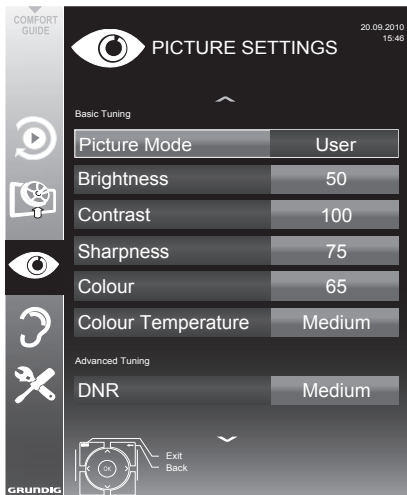 COMFORT
GUIDE
PICTURE SETTINGS
20.09.2010
15:46
Basic Tuning
Picture Mode User
Brightness 50
Contrast 100
Sharpness 75
Colour 65
Colour Temperature Medium
Advanced Tuning
DNR Medium
Exit
Back
OK
GRUNDIG